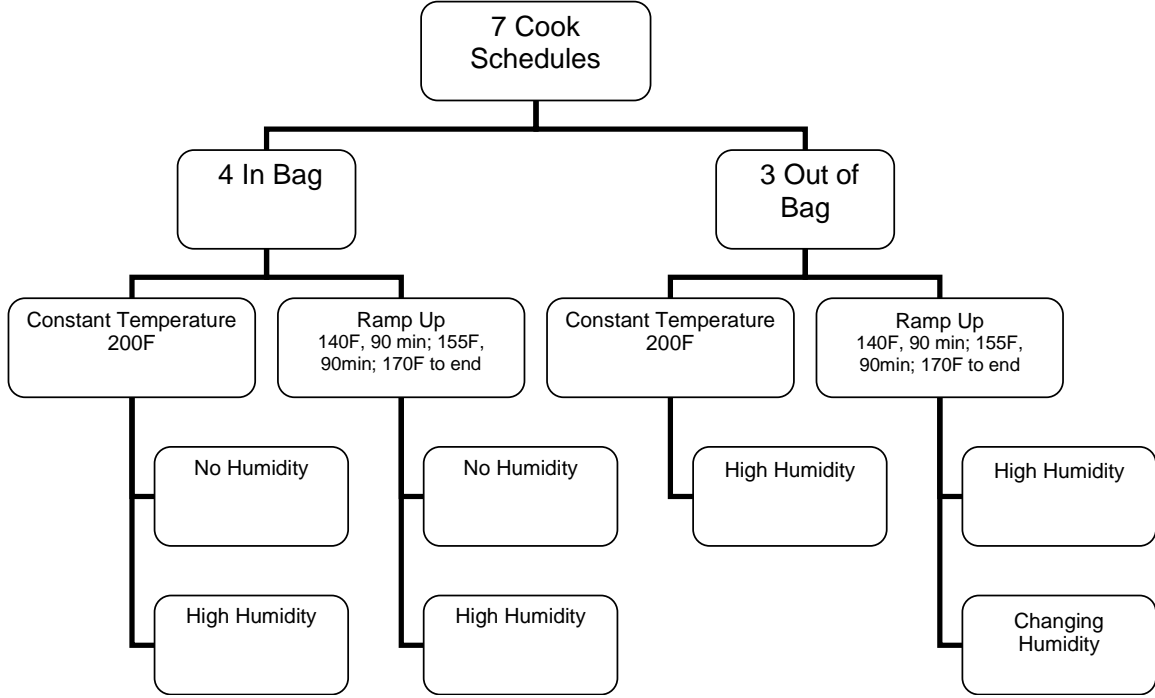 7 Cook
Schedules
4 In Bag
3 Out of
Bag
Constant Temperature
200F
Ramp Up
140F, 90 min; 155F,
90min; 170F to end
Constant Temperature
200F
Ramp Up
140F, 90 min; 155F,
90min; 170F to end
No Humidity
No Humidity
High Humidity
High Humidity
High Humidity
High Humidity
Changing
Humidity